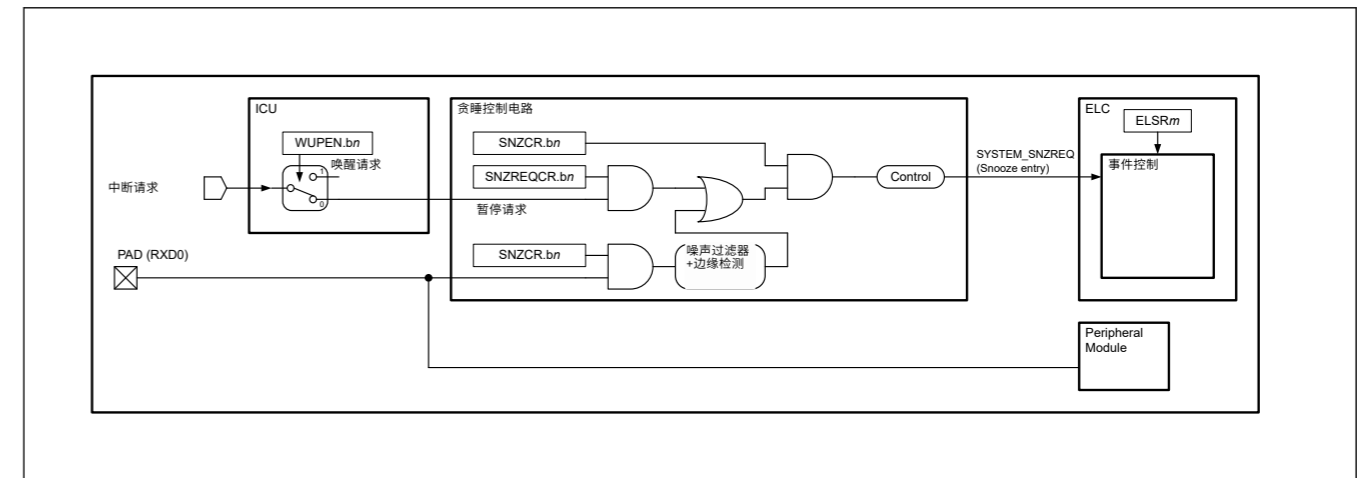 ICU
WUPEN.bn
唤醒请求
1
0
中断请求
PAD (RXD0)
贪睡控制电路
SNZCR.bn
SNZREQCR.bn
暂停请求
SNZCR.bn
噪声过滤器
+边缘检测
Control
SYSTEM_SNZREQ
(Snooze entry)
ELC
ELSRm
事件控制
Peripheral
Module